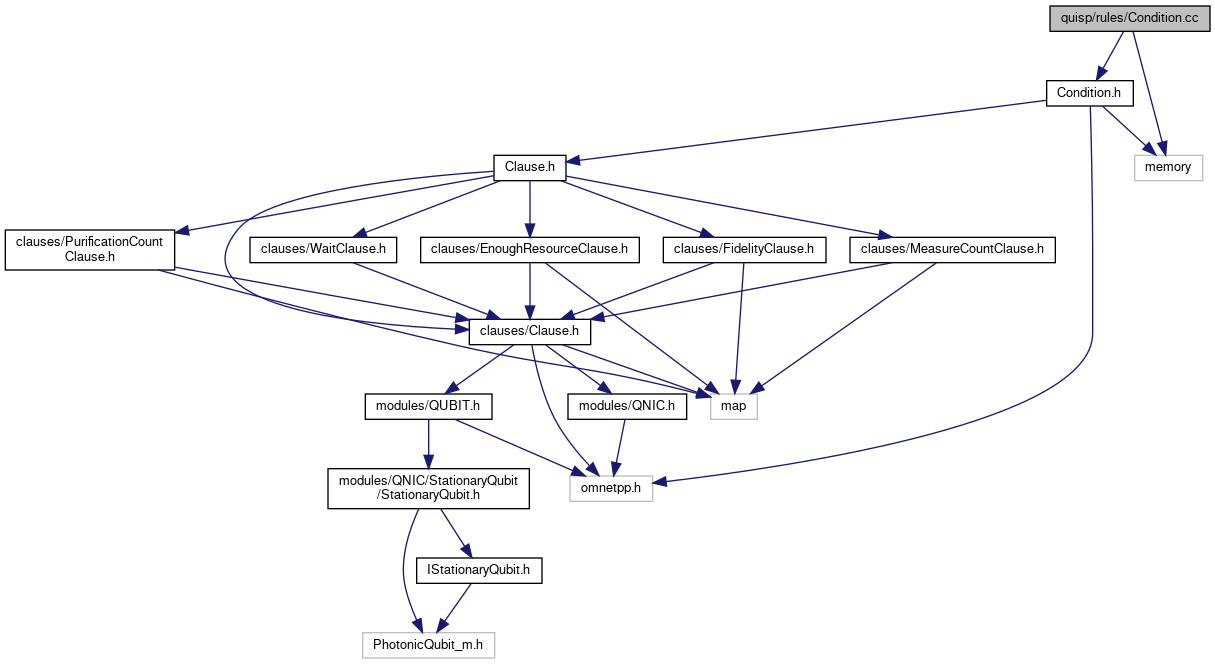 quisp/rules/Condition.cc
Condition.h
Clause.h
memory
clauses/PurificationCount
Clause.h
clauses/WaitClause.h
clauses/EnoughResourceClause.h
clauses/FidelityClause.h
clauses/MeasureCountClause.h
clauses/Clause.h
modules/QUBIT.h
modules/QNIC.h
map
modules/QNIC/StationaryQubit
/StationaryQubit.h
omnetpp.h
IStationaryQubit.h
PhotonicQubit_m.h